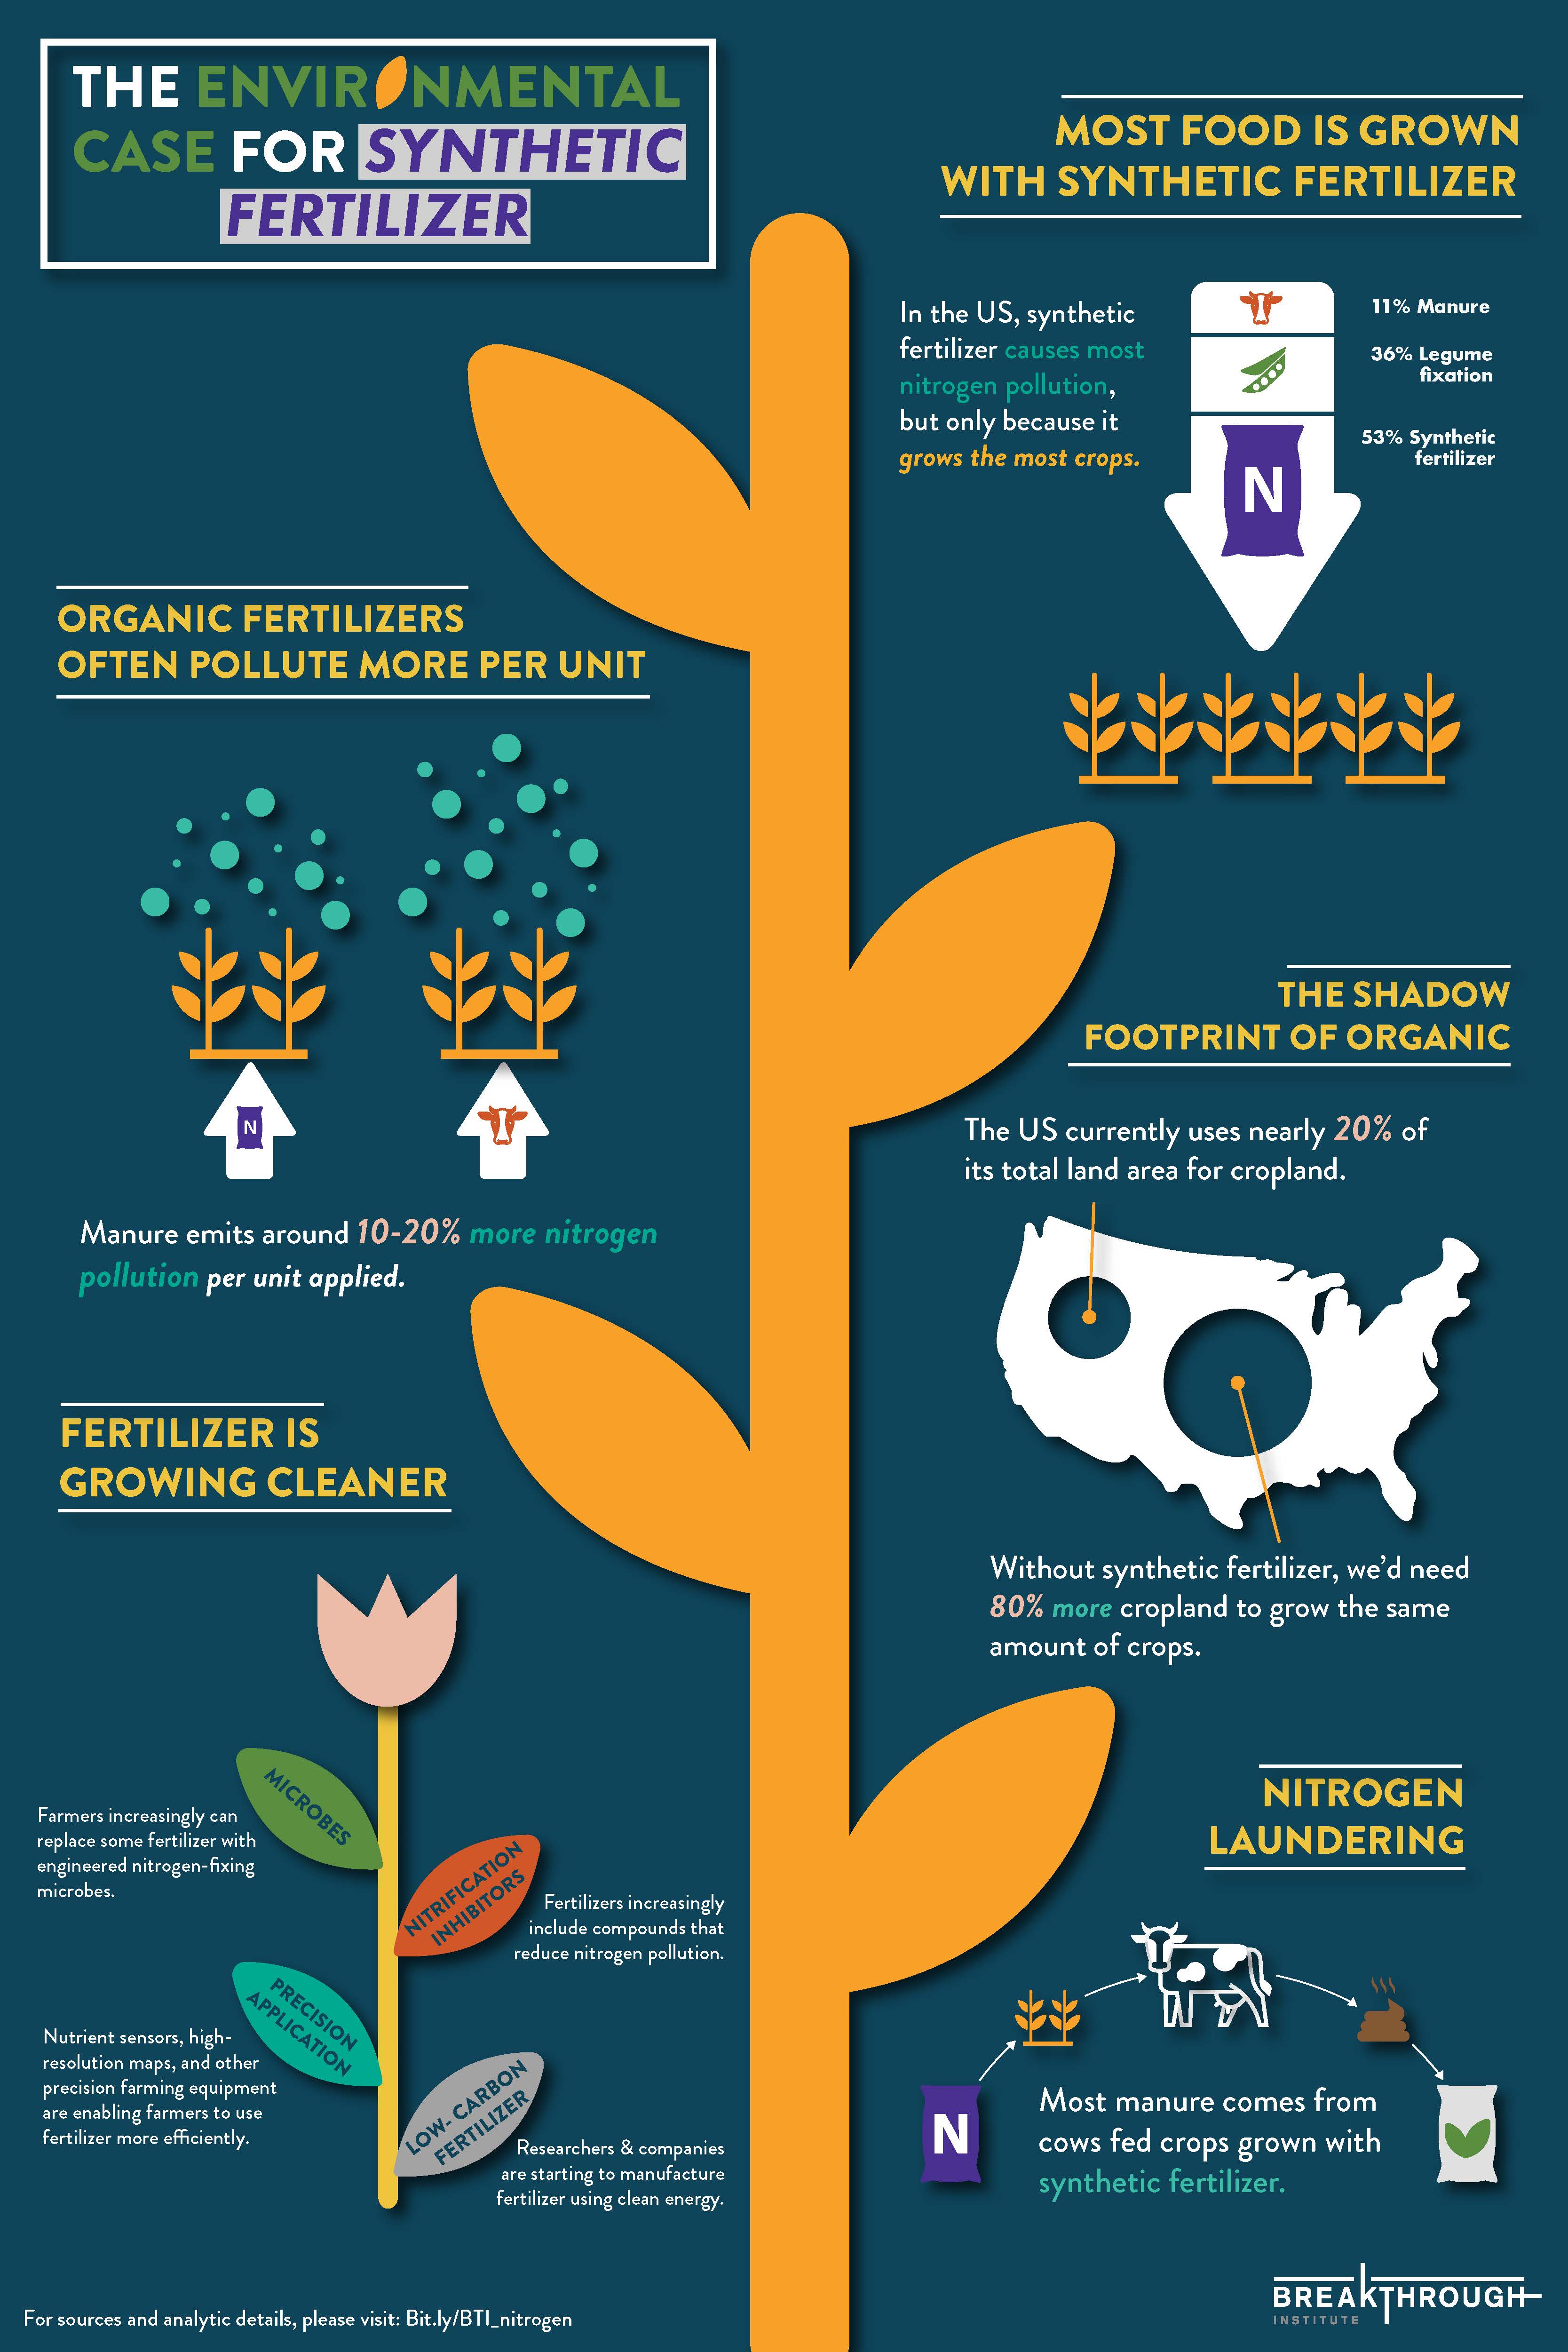 THE ENVIRONMENTAL
CASE FOR SYNTHETIC
FERTILIZER
MOST FOOD IS GROWN
WITH SYNTHETIC FERTILIZER
In the US, synthetic
fertilizer causes most
nitrogen pollution,
but only because it
grows the most crops.
11% Manure
36% Legume
fixation
53% Synthetic
fertilizer
N
ORGANIC FERTILIZERS
OFTEN POLLUTE MORE PER UNIT
N
Manure emits around 10-20% more nitrogen
pollution per unit applied.
THE SHADOW
FOOTPRINT OF ORGANIC
The US currently uses nearly 20% of
its total land area for cropland.
Without synthetic fertilizer, we'd need
80% more cropland to grow the same
amount of crops.
FERTILIZER IS
GROWING CLEANER
MICROBES
Farmers increasingly can
replace some fertilizer with
engineered nitrogen-fixing
microbes.
NITRIFICATION
INHIBITORS
Fertilizers increasingly
include compounds that
reduce nitrogen pollution.
PRECISION
APPLICATION
Nutrient sensors, high-
resolution maps, and other
precision farming equipment
are enabling farmers to use
fertilizer more efficiently.
LOW- CARBON
FERTILIZER
Researchers & companies
are starting to manufacture
fertilizer using clean energy.
NITROGEN
LAUNDERING
N
Most manure comes from
cows fed crops grown with
synthetic fertilizer.
For sources and analytic details, please visit: Bit.ly/BTI_nitrogen
BREAKTHROUGH
INSTITUTE